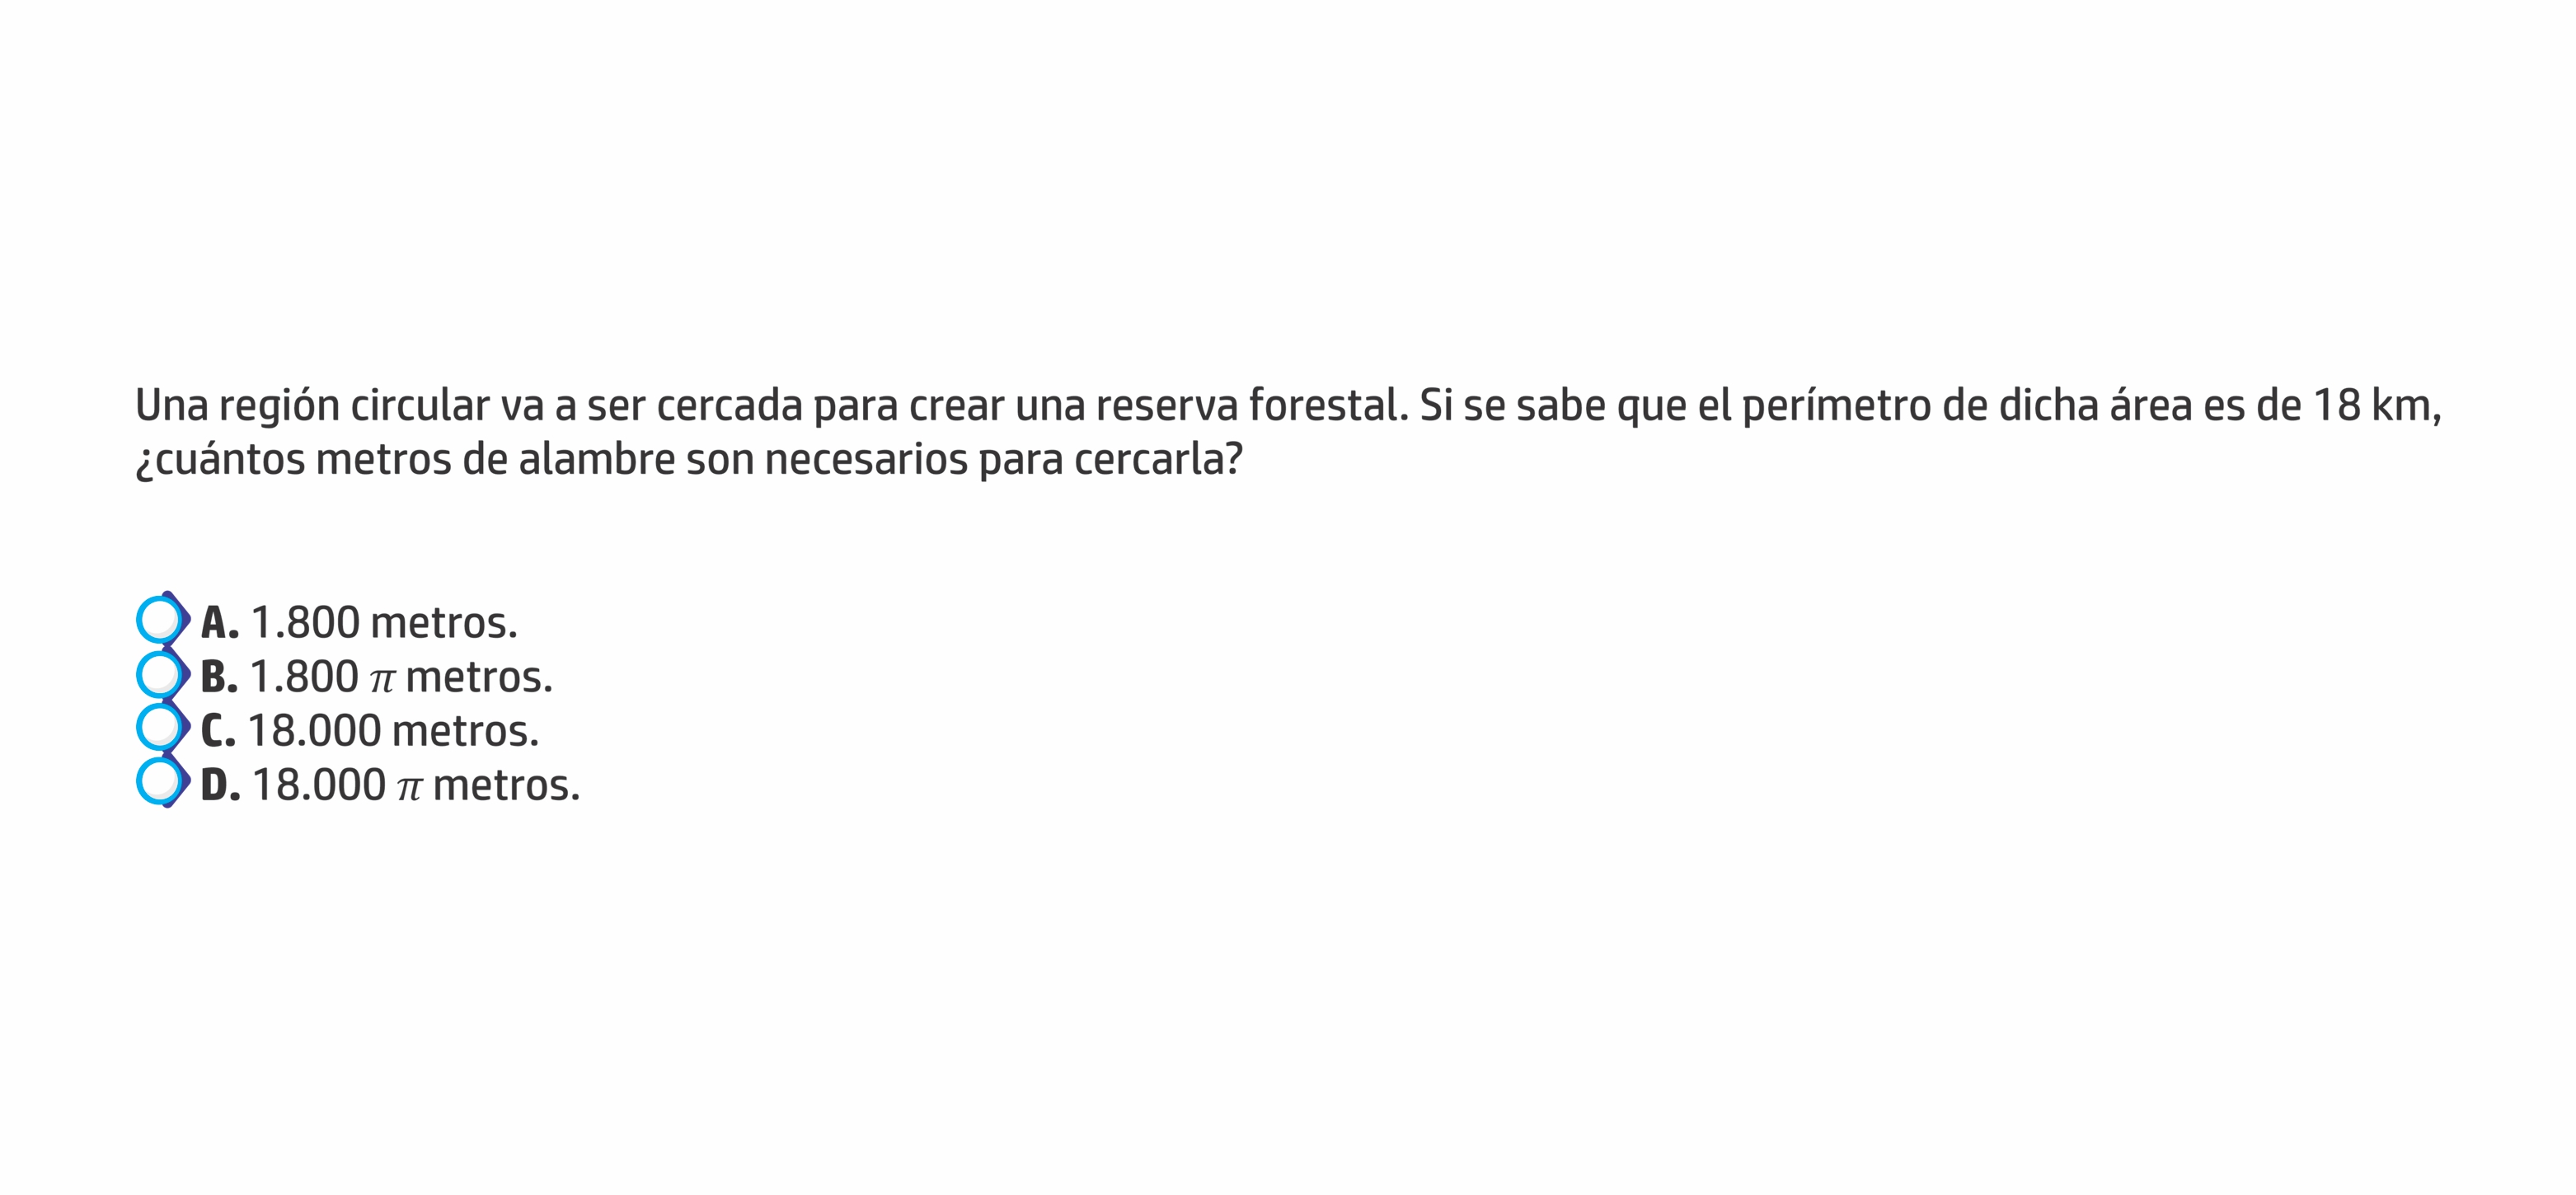 Una región circular va a ser cercada para crear una reserva forestal. Si se sabe que el perímetro de dicha área es de 18 km,
¿cuántos metros de alambre son necesarios para cercarla?
A. 1.800 metros.
B. 1.800 π metros.
C. 18.000 metros.
D. 18.000 π metros.